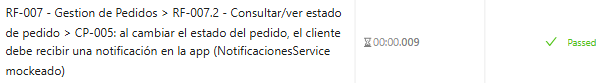 RF-007 - Gestion de Pedidos > RF-007.2 - Consultar/ver estado
de pedido > CP-005: al cambiar el estado del pedido, el cliente
debe recibir una notificación en la app (NotificacionesService
mockeado)
00:00.009
Passed